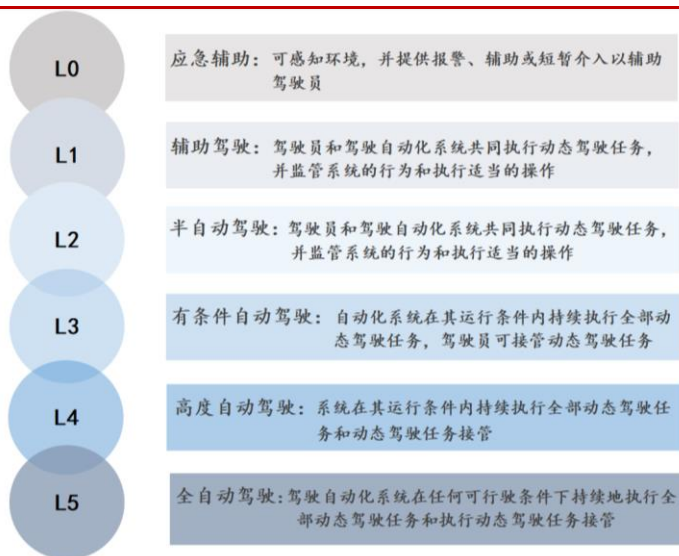 L0
应急辅助：可感知环境，并提供报警、辅助或短暂介入以辅助
驾驶员
L1
辅助驾驶：驾驶员和驾驶自动化系统共同执行动态驾驶任务，
并监管系统的行为和执行适当的操作
L2
半自动驾驶：驾驶员和驾驶自动化系统共同执行动态驾驶任务，
并监管系统的行为和执行适当的操作
L3
有条件自动驾驶：自动化系统在其运行条件内持续执行全部动
态驾驶任务，驾驶员可接管动态驾驶任务
L4
高度自动驾驶：系统在其运行条件内持续执行全部动态驾驶任
务和动态驾驶任务接管
L5
全自动驾驶:驾驶自动化系统在任何可行驶条件下持续地执行全
部动态驾驶任务和执行动态驾驶任务接管